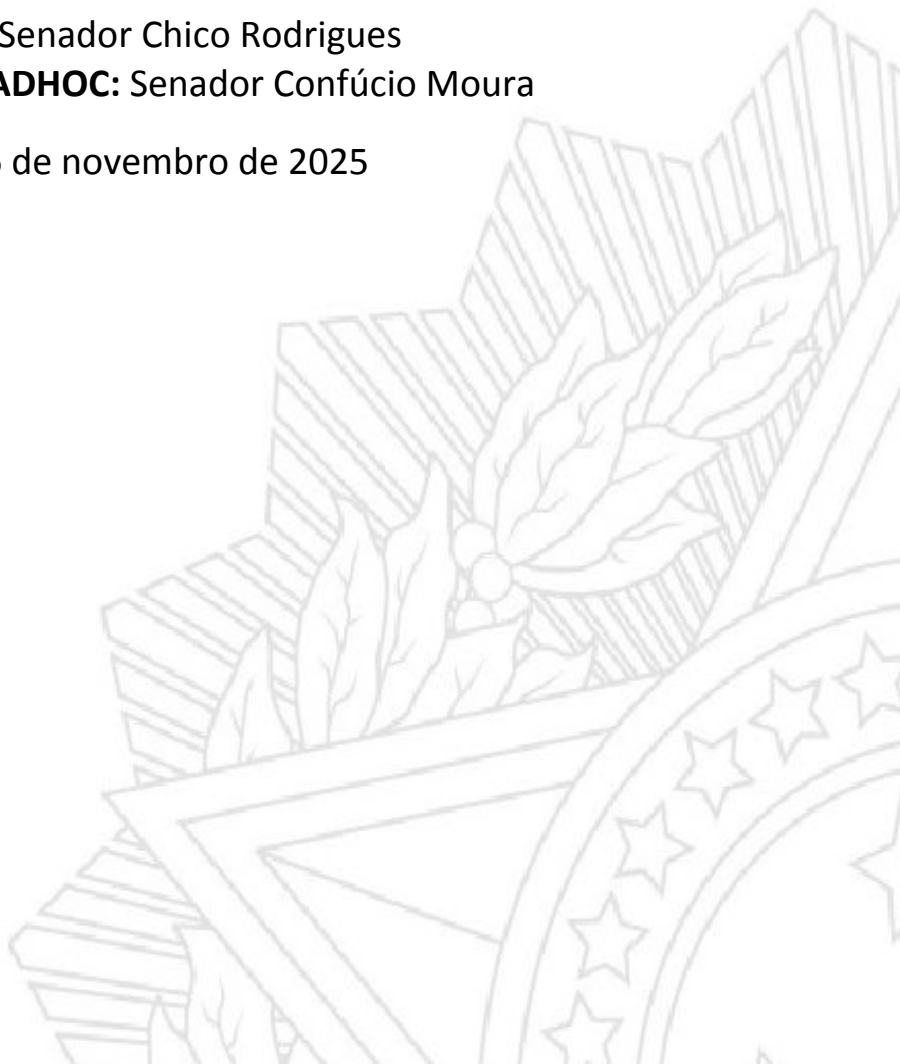 Senador Chico Rodrigues
ADHOC: Senador Confúcio Moura
de novembro de 2025